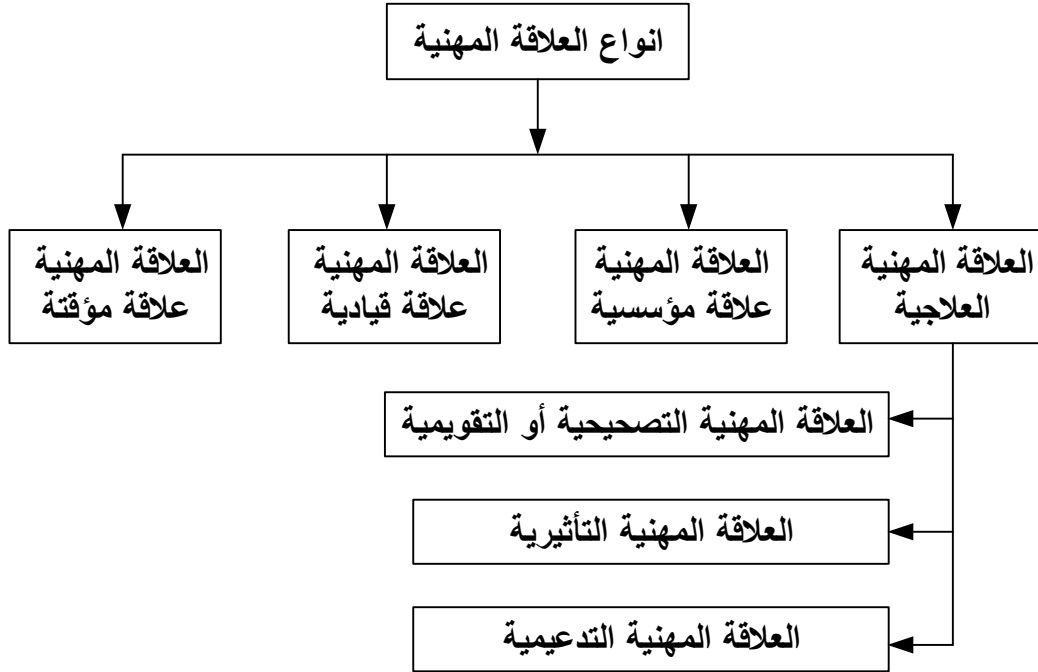 انواع العلاقة المهنية
العلاقة المهنية
العلاجية
العلاقة المهنية
علاقة مؤسسية
العلاقة المهنية
علاقة قيادية
العلاقة المهنية
علاقة مؤقتة
العلاقة المهنية التصحيحية أو التقويمية
العلاقة المهنية التأثيرية
العلاقة المهنية التدعيمية